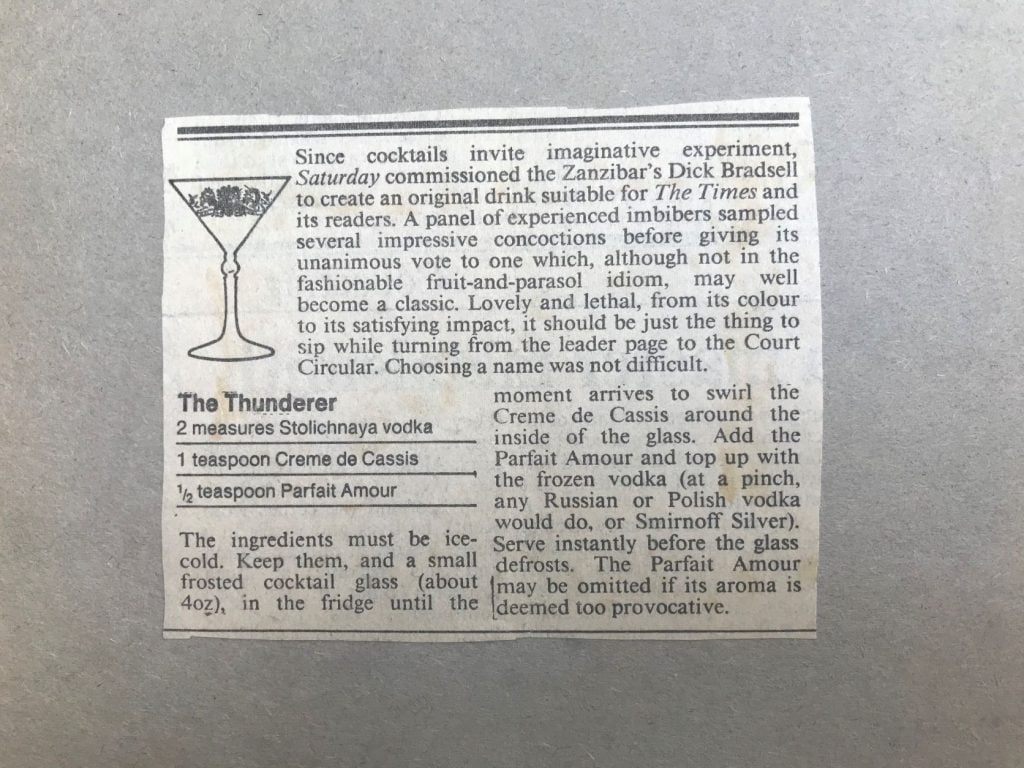 Since cocktails invite imaginative experiment,
Saturday commissioned the Zanzibar's Dick Bradsell
to create an original drink suitable for The Times and
its readers. A panel of experienced imbibers sampled
several impressive concoctions before giving its
unanimous vote to one which, although not in the
fashionable fruit-and-parasol idiom, may well
become a classic. Lovely and lethal, from its colour
to its satisfying impact, it should be just the thing to
sip while turning from the leader page to the Court
Circular. Choosing a name was not difficult.
The Thunderer
2 measures Stolichnaya vodka
1 teaspoon Creme de Cassis
½ teaspoon Parfait Amour
The ingredients must be ice-
cold. Keep them, and a small
frosted cocktail glass (about
4oz), in the fridge until the
moment arrives to swirl the
Creme de Cassis around the
inside of the glass. Add the
Parfait Amour and top up with
the frozen vodka (at a pinch,
any Russian or Polish vodka
would do, or Smirnoff Silver).
Serve instantly before the glass
defrosts. The Parfait Amour
may be omitted if its aroma is
deemed too provocative.